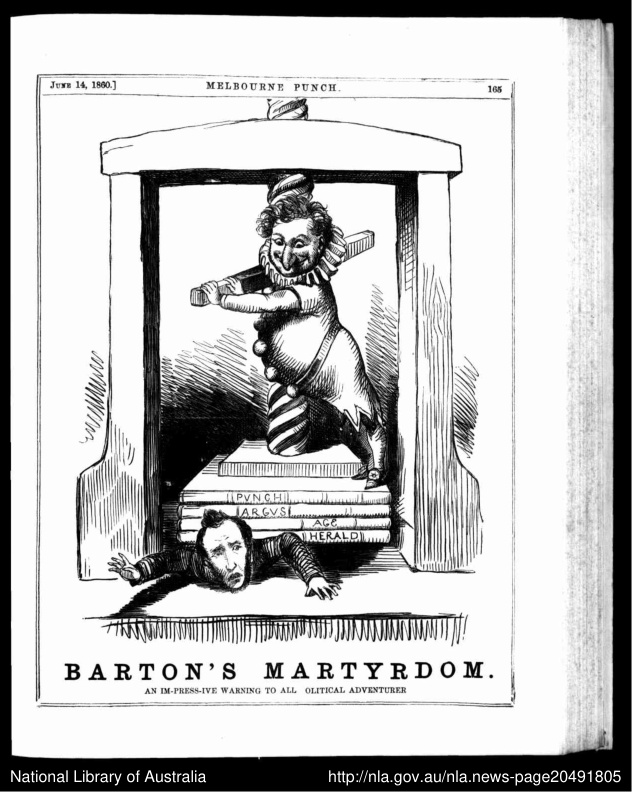 JUNE 14, 1860.] MELBOURNE PUNCH. 165
PUNCH
ARGUS
AGE
HERALD
BARTON'S MARTYRDOM.
AN IM-PRESS-IVE WARNING TO ALL OLITICAL ADVENTURER
National Library of Australia http://nla.gov.au/nla.news-page20491805